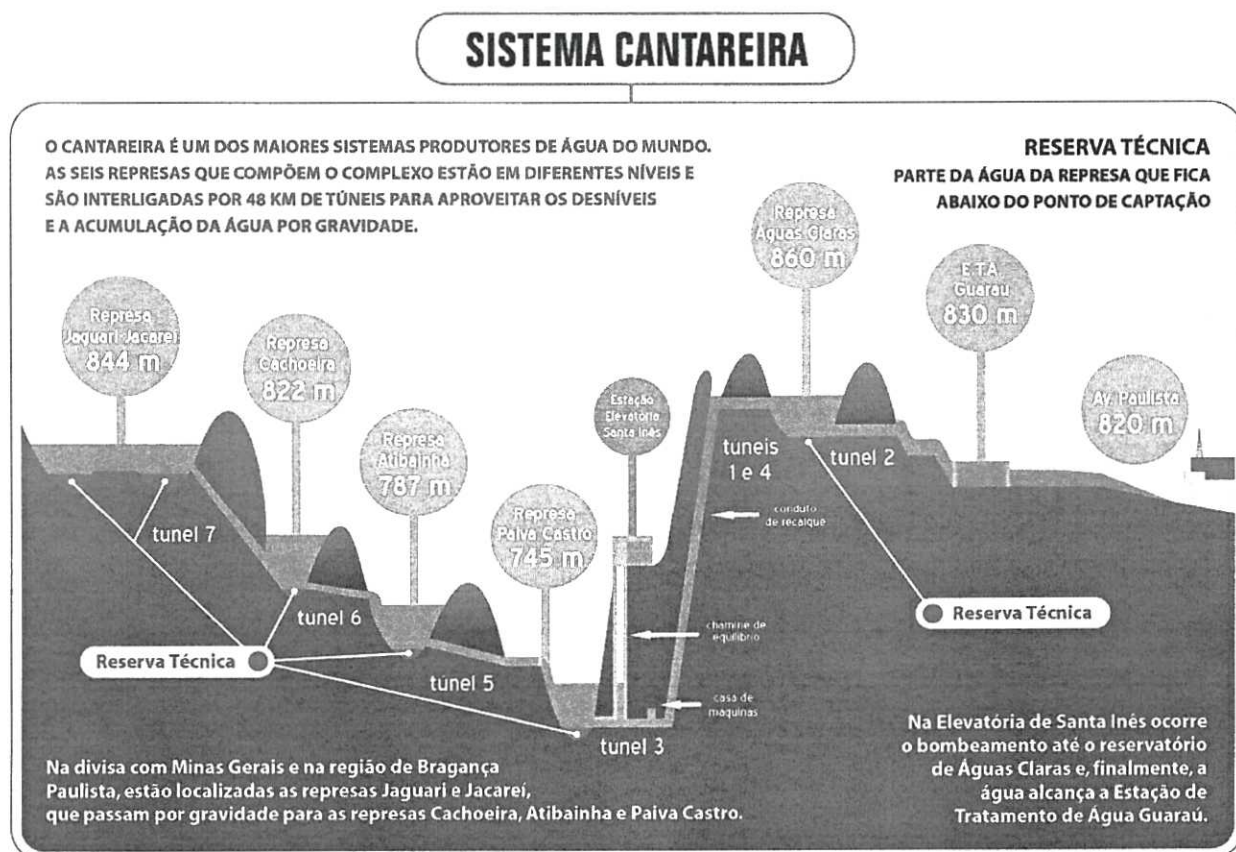 SISTEMA CANTAREIRA
O CANTAREIRA É UM DOS MAIORES SISTEMAS PRODUTORES DE ÁGUA DO MUNDO.
AS SEIS REPRESAS QUE COMPÕEM O COMPLEXO ESTÃO EM DIFERENTES NÍVEIS E
SÃO INTERLIGADAS POR 48 KM DE TÚNEIS PARA APROVEITAR OS DESNÍVEIS
E A ACUMULAÇÃO DA ÁGUA POR GRAVIDADE.
RESERVA TÉCNICA
PARTE DA ÁGUA DA REPRESA QUE FICA
ABAIXO DO PONTO DE CAPTAÇÃO
Represa
Jaguari-Jacareí
844 m
Represa
Cachoeira
822 m
Represa
Atibainha
787 m
Represa
Paiva Castro
745 m
Estação
Elevatória
Santa Inês
Represa
Águas Claras
860 m
E.T.A.
Guaraú
830 m
Av. Paulista
820 m
túnel 7
túnel 6
túnel 5
túnel 3
túneis
1 e 4
túnel 2
conduto
de recalque
chaminé de
equilíbrio
casa de
máquinas
Reserva Técnica
Reserva Técnica
Na divisa com Minas Gerais e na região de Bragança
Paulista, estão localizadas as represas Jaguari e Jacareí,
que passam por gravidade para as represas Cachoeira, Atibainha e Paiva Castro.
Na Elevatória de Santa Inês ocorre
o bombeamento até o reservatório
de Águas Claras e, finalmente, a
água alcança a Estação de
Tratamento de Água Guaraú.